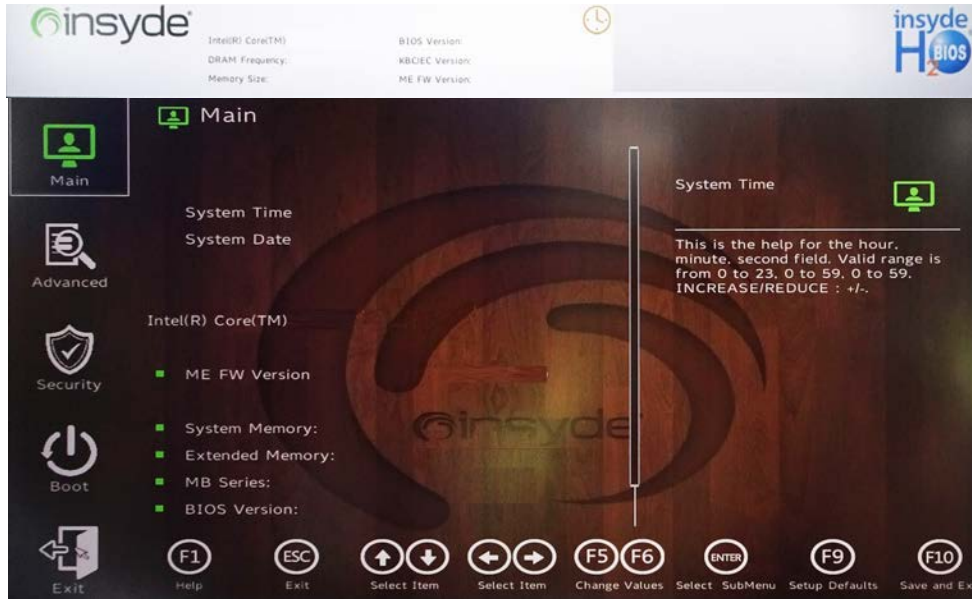 insyde
insyde
H2O BIOS
Intel(R) Core(TM)
BIOS Version:
DRAM Frequency:
KBC/EC Version:
Memory Size:
ME FW Version:
Main
Main
System Time
System Time
System Date
This is the help for the hour,
minute, second field. Valid range is
from 0 to 23, 0 to 59, 0 to 59.
INCREASE/REDUCE : +/-.
Advanced
Intel(R) Core(TM)
Security
ME FW Version
insyde
System Memory:
Extended Memory:
MB Series:
BIOS Version:
Boot
Exit
F1
Help
ESC
Exit
Select Item
Select Item
F5
F6
Change Values
ENTER
Select SubMenu
F9
Setup Defaults
F10
Save and Ex